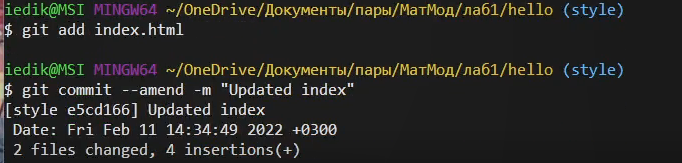 iedik@MSI MINGW64 ~/OneDrive/Документы/пары/МатМод/лаб1/hello (style)
$ git add index.html
iedik@MSI MINGW64 ~/OneDrive/Документы/пары/МатМод/лаб1/hello (style)
$ git commit --amend -m "Updated index"
[style e5cd166] Updated index
Date: Fri Feb 11 14:34:49 2022 +0300
2 files changed, 4 insertions(+)